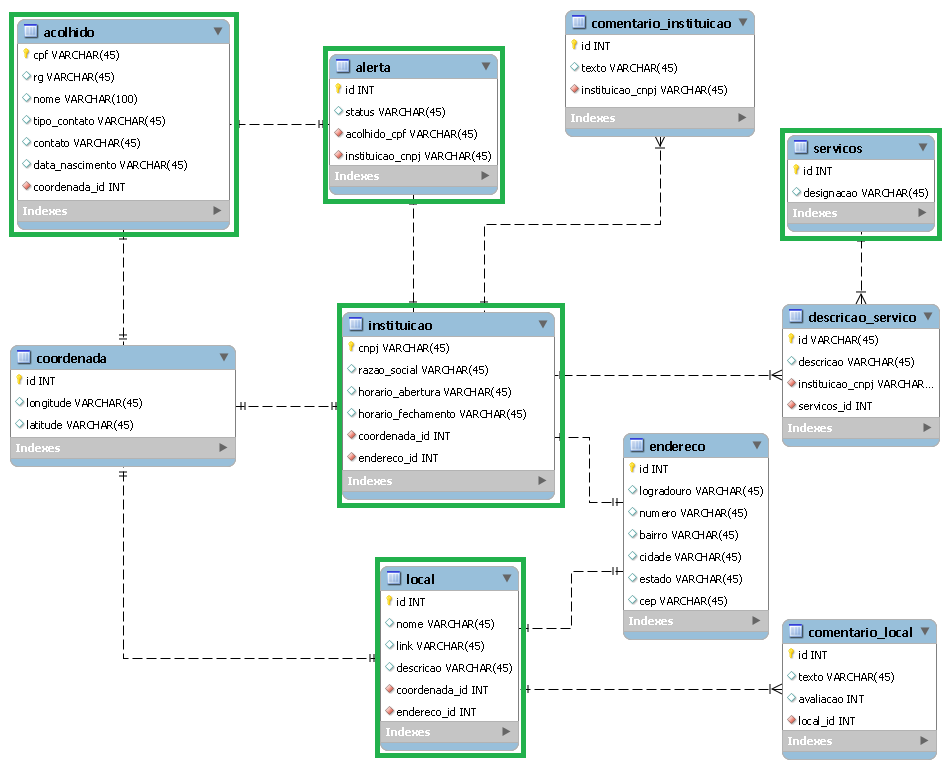 acolhido
cpf VARCHAR(45)
rg VARCHAR(45)
nome VARCHAR(100)
tipo_contato VARCHAR(45)
contato VARCHAR(45)
data_nascimento VARCHAR(45)
coordenada_id INT
Indexes
alerta
id INT
status VARCHAR(45)
acolhido_cpf VARCHAR(45)
instituicao_cnpj VARCHAR(45)
Indexes
comentario_instituicao
id INT
texto VARCHAR(45)
instituicao_cnpj VARCHAR(45)
Indexes
servicos
id INT
designacao VARCHAR(45)
Indexes
coordenada
id INT
longitude VARCHAR(45)
latitude VARCHAR(45)
Indexes
instituicao
cnpj VARCHAR(45)
razao_social VARCHAR(45)
horario_abertura VARCHAR(45)
horario_fechamento VARCHAR(45)
coordenada_id INT
endereco_id INT
Indexes
descricao_servico
id VARCHAR(45)
descricao VARCHAR(45)
instituicao_cnpj VARCHAR...
servicos_id INT
Indexes
endereco
id INT
logradouro VARCHAR(45)
numero VARCHAR(45)
bairro VARCHAR(45)
cidade VARCHAR(45)
estado VARCHAR(45)
cep VARCHAR(45)
Indexes
local
id INT
nome VARCHAR(45)
link VARCHAR(45)
descricao VARCHAR(45)
coordenada_id INT
endereco_id INT
Indexes
comentario_local
id INT
texto VARCHAR(45)
avaliacao INT
local_id INT
Indexes